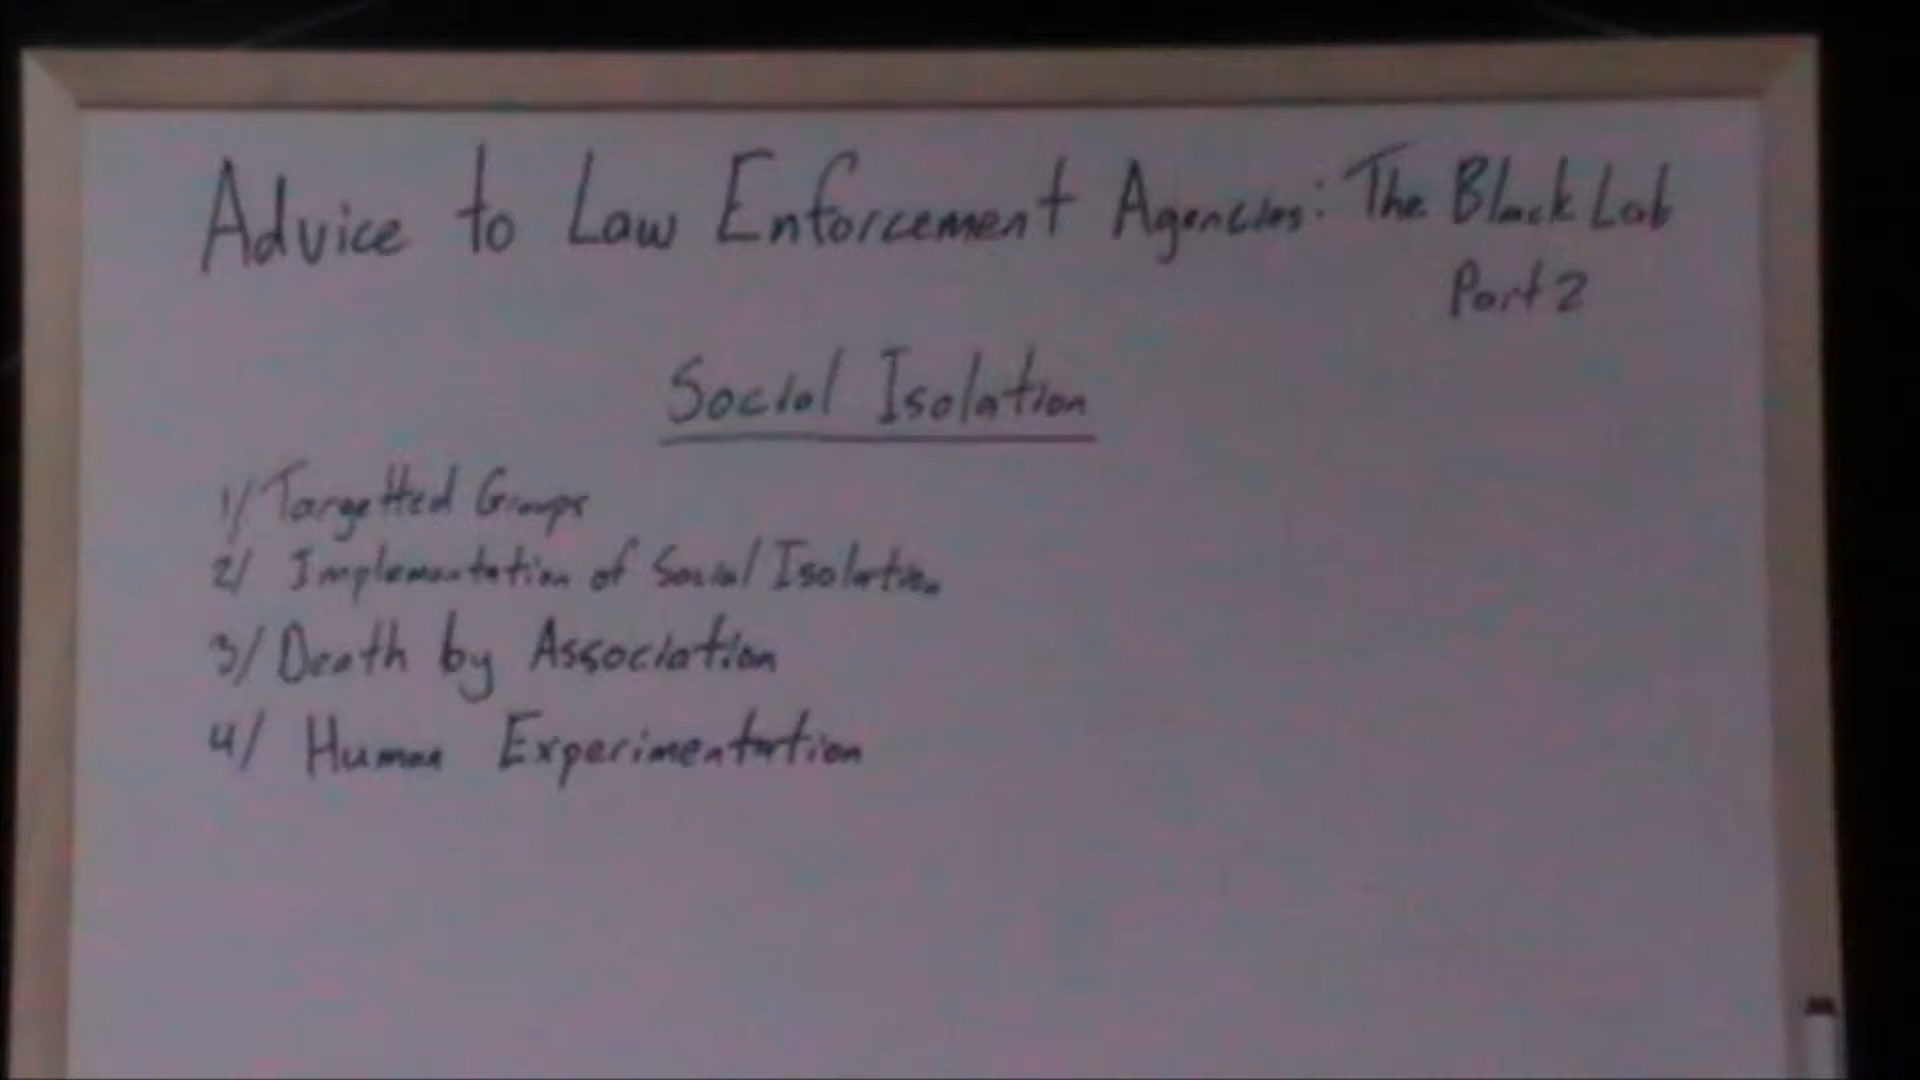 Advice to Law Enforcement Agencies: The Black Lab
Part 2
Social Isolation
1/ Targetted Groups
2/ Implementation of Social Isolation
3/ Death by Association
4/ Human Experimentation